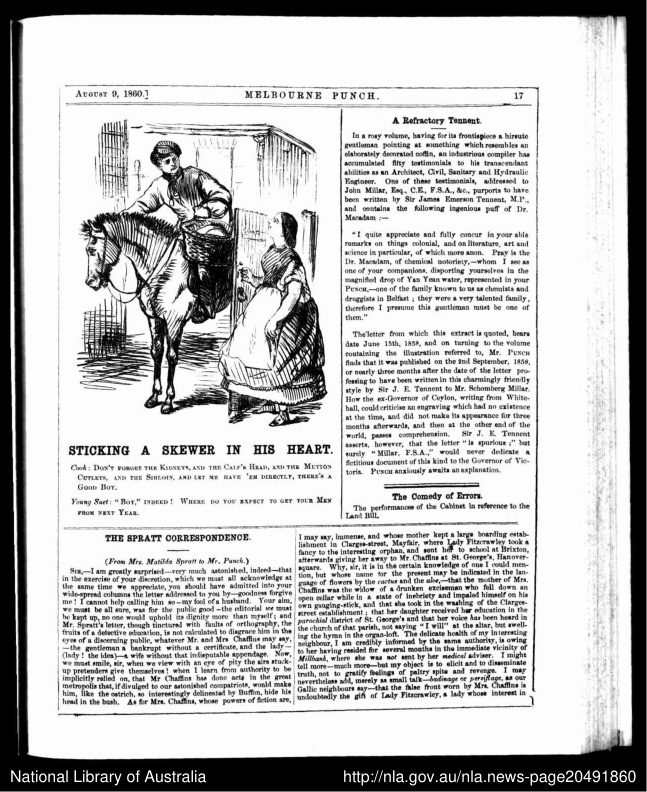 AUGUST 9, 1860.]
MELBOURNE PUNCH.
17
STICKING A SKEWER IN HIS HEART.
Cook: DON'T FORGET THE KIDNEYS, AND THE CALF'S HEAD, AND THE MUTTON
CUTLETS, AND THE SIRLOIN, AND LET ME HAVE 'EM DIRECTLY, THERE'S A
GOOD BOY.
Young Suet: "BOY," INDEED! WHERE DO YOU EXPECT TO GET YOUR MEN
FROM NEXT YEAR.
A Refractory Tennent.
In a rosy volume, having for its frontispiece a hirsute
gentleman pointing at something which resembles an
elaborately decorated coffin, an industrious compiler has
accumulated fifty testimonials to his transcendant
abilities as an Architect, Civil, Sanitary and Hydraulic
Engineer. One of these testimonials, addressed to
John Millar, Esq., C.E., F.S.A., &c., purports to have
been written by Sir James Emerson Tennent, M.P.,
and contains the following ingenious puff of Dr.
Macadam :—
"I quite appreciate and fully concur in your able
remarks on things colonial, and on literature, art and
science in particular, of which more anon. Pray is the
Dr. Macadam, of chemical notoriety,—whom I see as
one of your companions, disporting yourselves in the
magnified drop of Yan Yean water, represented in your
PUNCH,—one of the family known to us as chemists and
druggists in Belfast; they were a very talented family,
therefore I presume this gentleman must be one of
them."
The letter from which this extract is quoted, bears
date June 15th, 1858, and on turning to the volume
containing the illustration referred to, Mr. PUNCH
finds that it was published on the 2nd September, 1858,
or nearly three months after the date of the letter pro-
fessing to have been written in this charmingly friendly
style by Sir J. E. Tennent to Mr. Schomberg Millar.
How the ex-Governor of Ceylon, writing from White-
hall, could criticise an engraving which had no existence
at the time, and did not make its appearance for three
months afterwards, and then at the other end of the
world, passes comprehension. Sir J. E. Tennent
asserts, however, that the letter "is spurious;" but
surely "Millar, F.S.A.," would never dedicate a
fictitious document of this kind to the Governor of Vic-
toria. PUNCH anxiously awaits an explanation.
The Comedy of Errors.
The performances of the Cabinet in reference to the
Land Bill.
THE SPRATT CORRESPONDENCE.
(From Mrs. Matilda Spratt to Mr. Punch.)
SIR,—I am greatly surprised—very much astonished, indeed—that
in the exercise of your discretion, which we must all acknowledge at
the same time we appreciate, you should have admitted into your
wide-spread columns the letter addressed to you by—goodness forgive
me! I cannot help calling him so—my fool of a husband. Your aim,
we must be all sure, was for the public good—the editorial we must
be kept up, no one would uphold its dignity more than myself; and
Mr. Spratt's letter, though tinctured with faults of orthography, the
fruits of a defective education, is not calculated to disgrace him in the
eyes of a discerning public, whatever Mr. and Mrs Chaffins may say,
—the gentleman a bankrupt without a certificate, and the lady—
(lady! the idea)—a wife without that indisputable appendage. Now,
we must smile, sir, when we view with an eye of pity the airs stuck-
up pretenders give themselves! when I learn from authority to be
implicitly relied on, that Mr Chaffins has done acts in the great
metropolis that, if divulged to our astonished compatriots, would make
him, like the ostrich, so interestingly delineated by Buffon, hide his
head in the bush. As for Mrs. Chaffins, whose powers of fiction are,
I may say, immense, and whose mother kept a large boarding estab-
lishment in Clarges-street, Mayfair, where Lady Fitzcrawley took a
fancy to the interesting orphan, and sent her to school at Brixton,
afterwards giving her away to Mr. Chaffins at St. George's, Hanover-
square. Why, sir, it is in the certain knowledge of one I could men-
tion, but whose name for the present may be indicated in the lan-
guage of flowers by the cactus and the aloe,—that the mother of Mrs.
Chaffins was the widow of a drunken exciseman who fell down an
open cellar while in a state of inebriety and impaled himself on his
own gauging-stick, and that she took in the washing of the Clarges-
street establishment; that her daughter received her education in the
parochial district of St. George's and that her voice has been heard in
the church of that parish, not saying "I will" at the altar, but swell-
ing the hymn in the organ-loft. The delicate health of my interesting
neighbour, I am credibly informed by the same authority, is owing
to her having resided for several months in the immediate vicinity of
Millbank, where she was not sent by her medical adviser. I might
tell more—much more—but my object is to elicit and to disseminate
truth, not to gratify feelings of paltry spite and revenge. I may
nevertheless add, merely as small talk—badinage or persiflage, as our
Gallic neighbours say—that the false front worn by Mrs. Chaffins is
undoubtedly the gift of Lady Fitzcrawley, a lady whose interest in
National Library of Australia
http://nla.gov.au/nla.news-page20491860